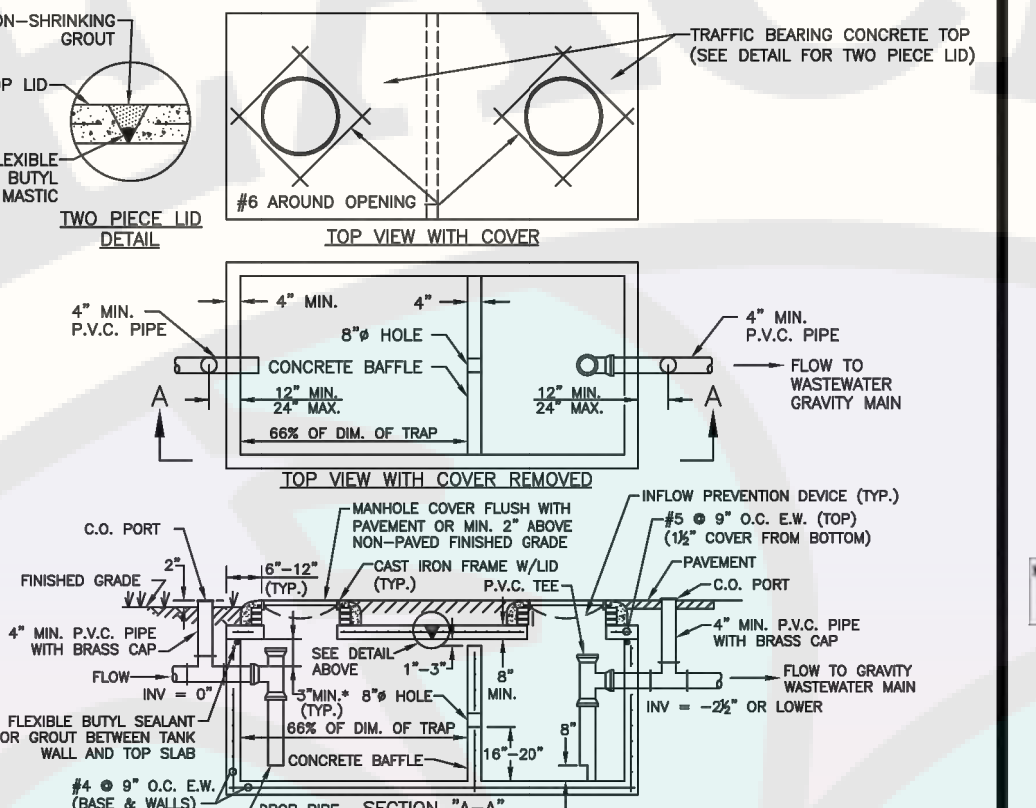 ON-SHRINKING
GROUT
OP LID
LEXIBLE
BUTYL
MASTIC
TWO PIECE LID
DETAIL
#6 AROUND OPENING
TRAFFIC BEARING CONCRETE TOP
(SEE DETAIL FOR TWO PIECE LID)
TOP VIEW WITH COVER
4" MIN.
P.V.C. PIPE
4" MIN.
4"
8"ø HOLE
CONCRETE BAFFLE
12" MIN.
24" MAX.
66% OF DIM. OF TRAP
12" MIN.
24" MAX.
4" MIN.
P.V.C. PIPE
FLOW TO
WASTEWATER
GRAVITY MAIN
A
A
TOP VIEW WITH COVER REMOVED
C.O. PORT
2"
FINISHED GRADE
4" MIN. P.V.C. PIPE
WITH BRASS CAP
FLOW
INV = 0"
FLEXIBLE BUTYL SEALANT
OR GROUT BETWEEN TANK
WALL AND TOP SLAB
#4 @ 9" O.C. E.W.
(BASE & WALLS)
6"-12"
(TYP.)
MANHOLE COVER FLUSH WITH
PAVEMENT OR MIN. 2" ABOVE
NON-PAVED FINISHED GRADE
CAST IRON FRAME W/LID
(TYP.)
P.V.C. TEE
SEE DETAIL
ABOVE
1"-3"
8"
MIN.
3"MIN.*
(TYP.)
8"ø HOLE
66% OF DIM. OF TRAP
CONCRETE BAFFLE
16"-20"
8"
DROP PIPE
SECTION "A-A"
INFLOW PREVENTION DEVICE (TYP.)
#5 @ 9" O.C. E.W. (TOP)
(1½" COVER FROM BOTTOM)
PAVEMENT
C.O. PORT
4" MIN. P.V.C. PIPE
WITH BRASS CAP
FLOW TO GRAVITY
WASTEWATER MAIN
INV = -2½" OR LOWER